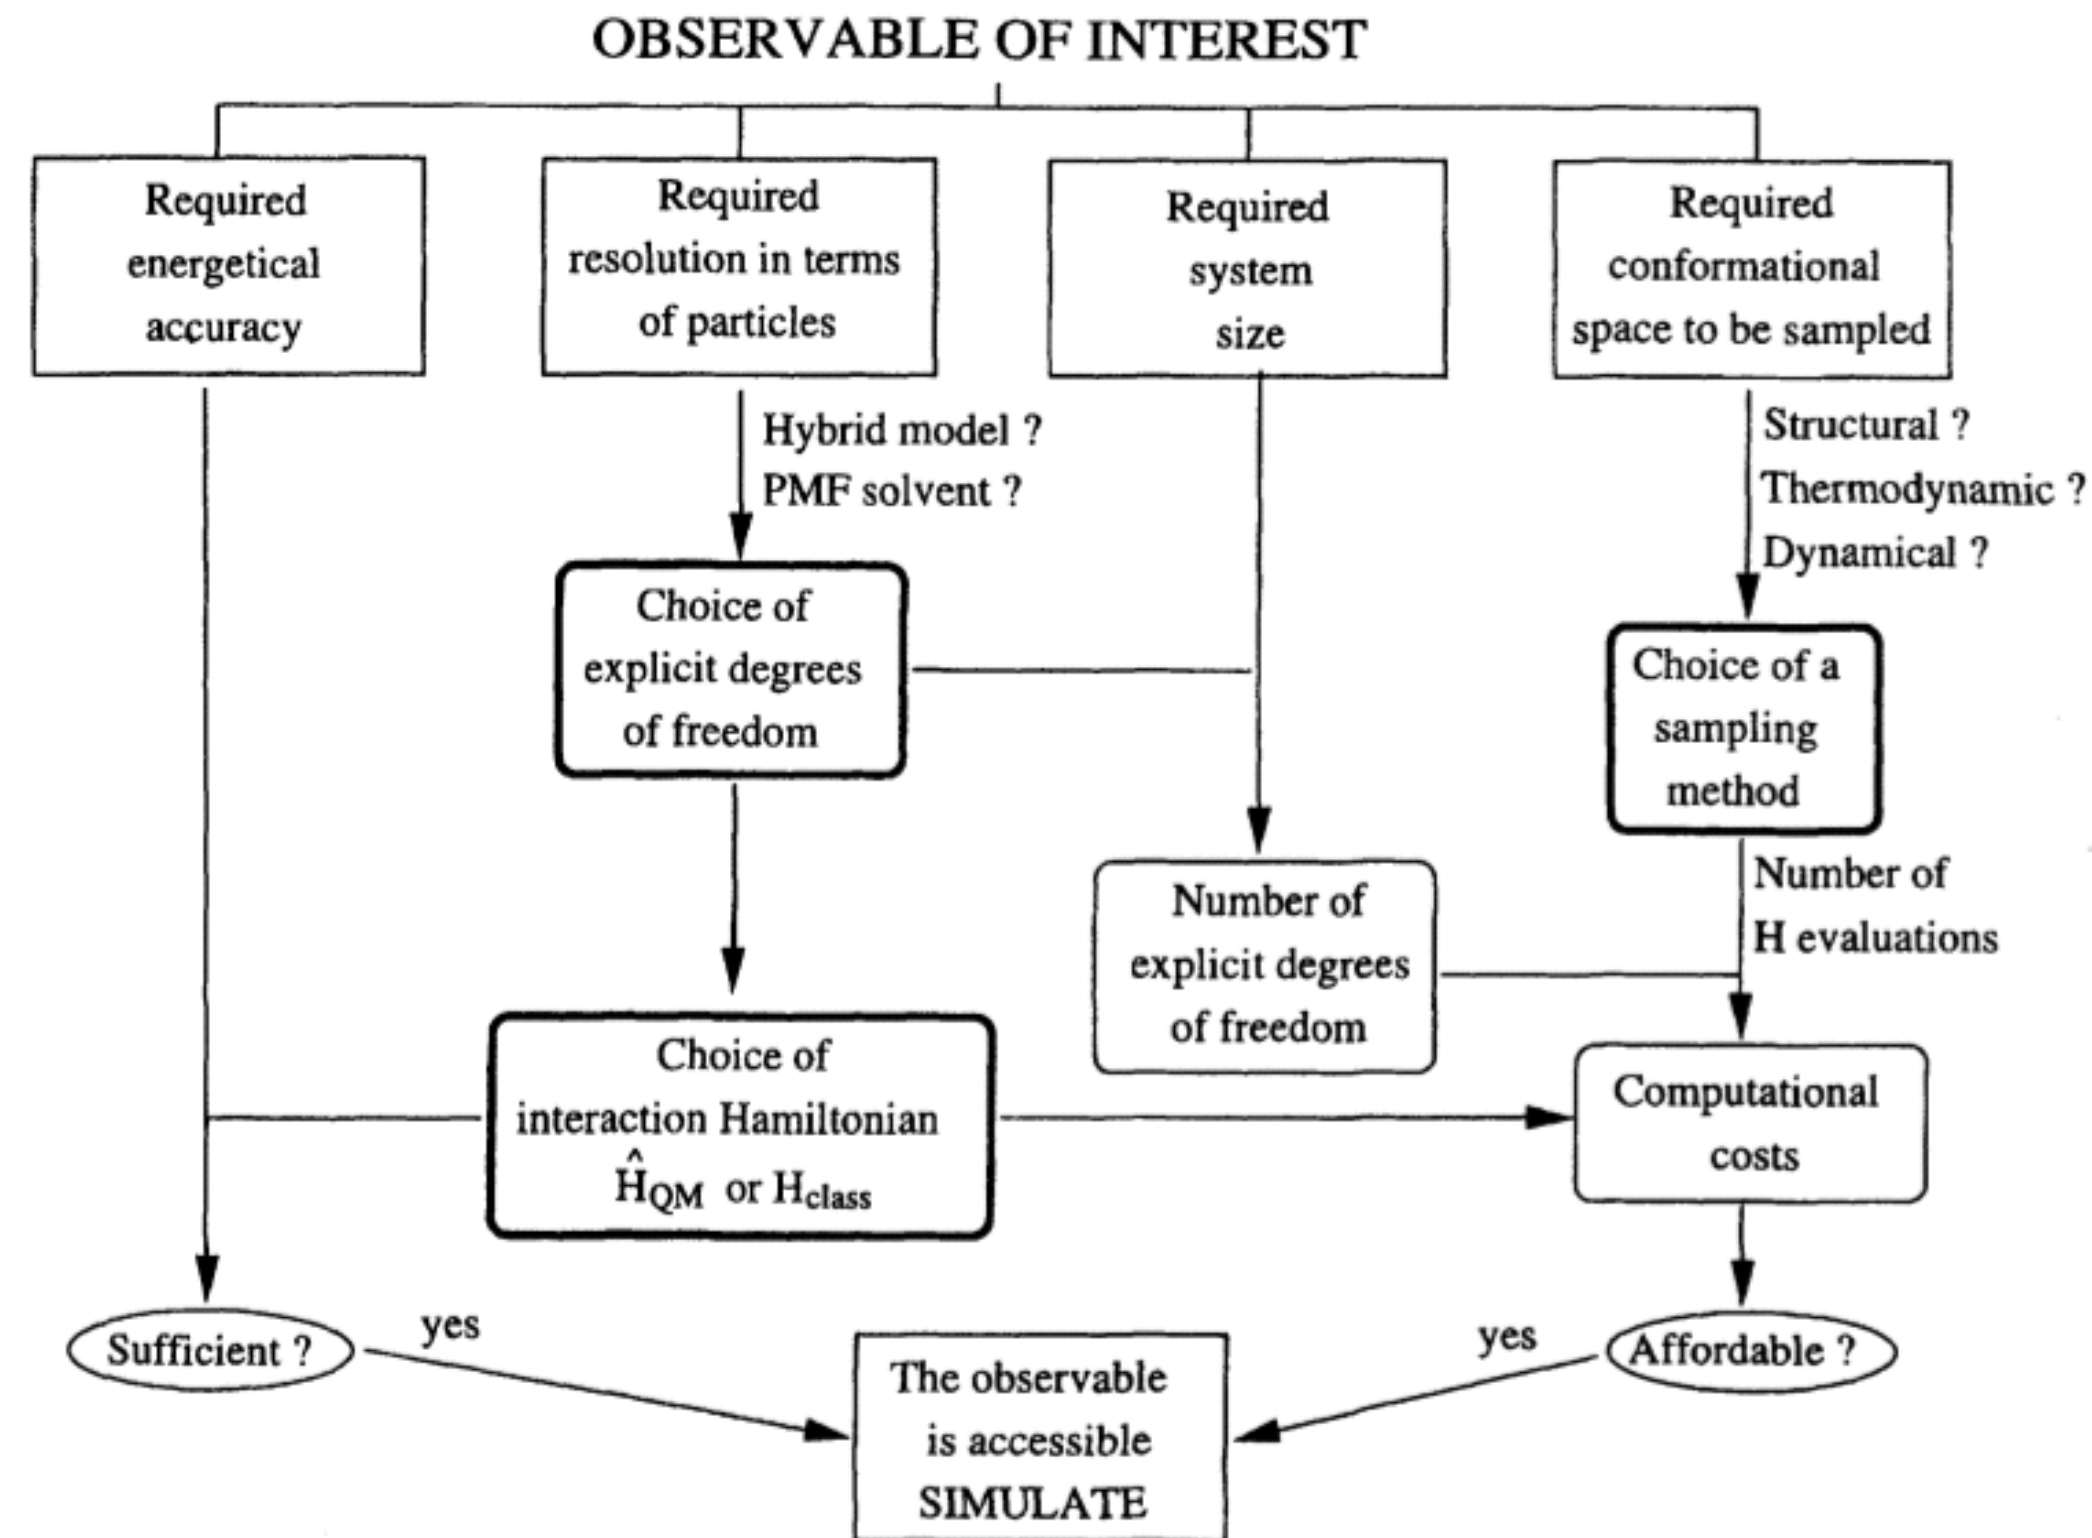 OBSERVABLE OF INTEREST
Required
energetical
accuracy
Required
resolution in terms
of particles
Required
system
size
Required
conformational
space to be sampled
Hybrid model ?
PMF solvent ?
Structural ?
Thermodynamic ?
Dynamical ?
Choice of
explicit degrees
of freedom
Choice of a
sampling
method
Number of
explicit degrees
of freedom
Number of
H evaluations
Choice of
interaction Hamiltonian
Ĥ_QM or H_class
Computational
costs
Sufficient ?
yes
The observable
is accessible
SIMULATE
yes
Affordable ?